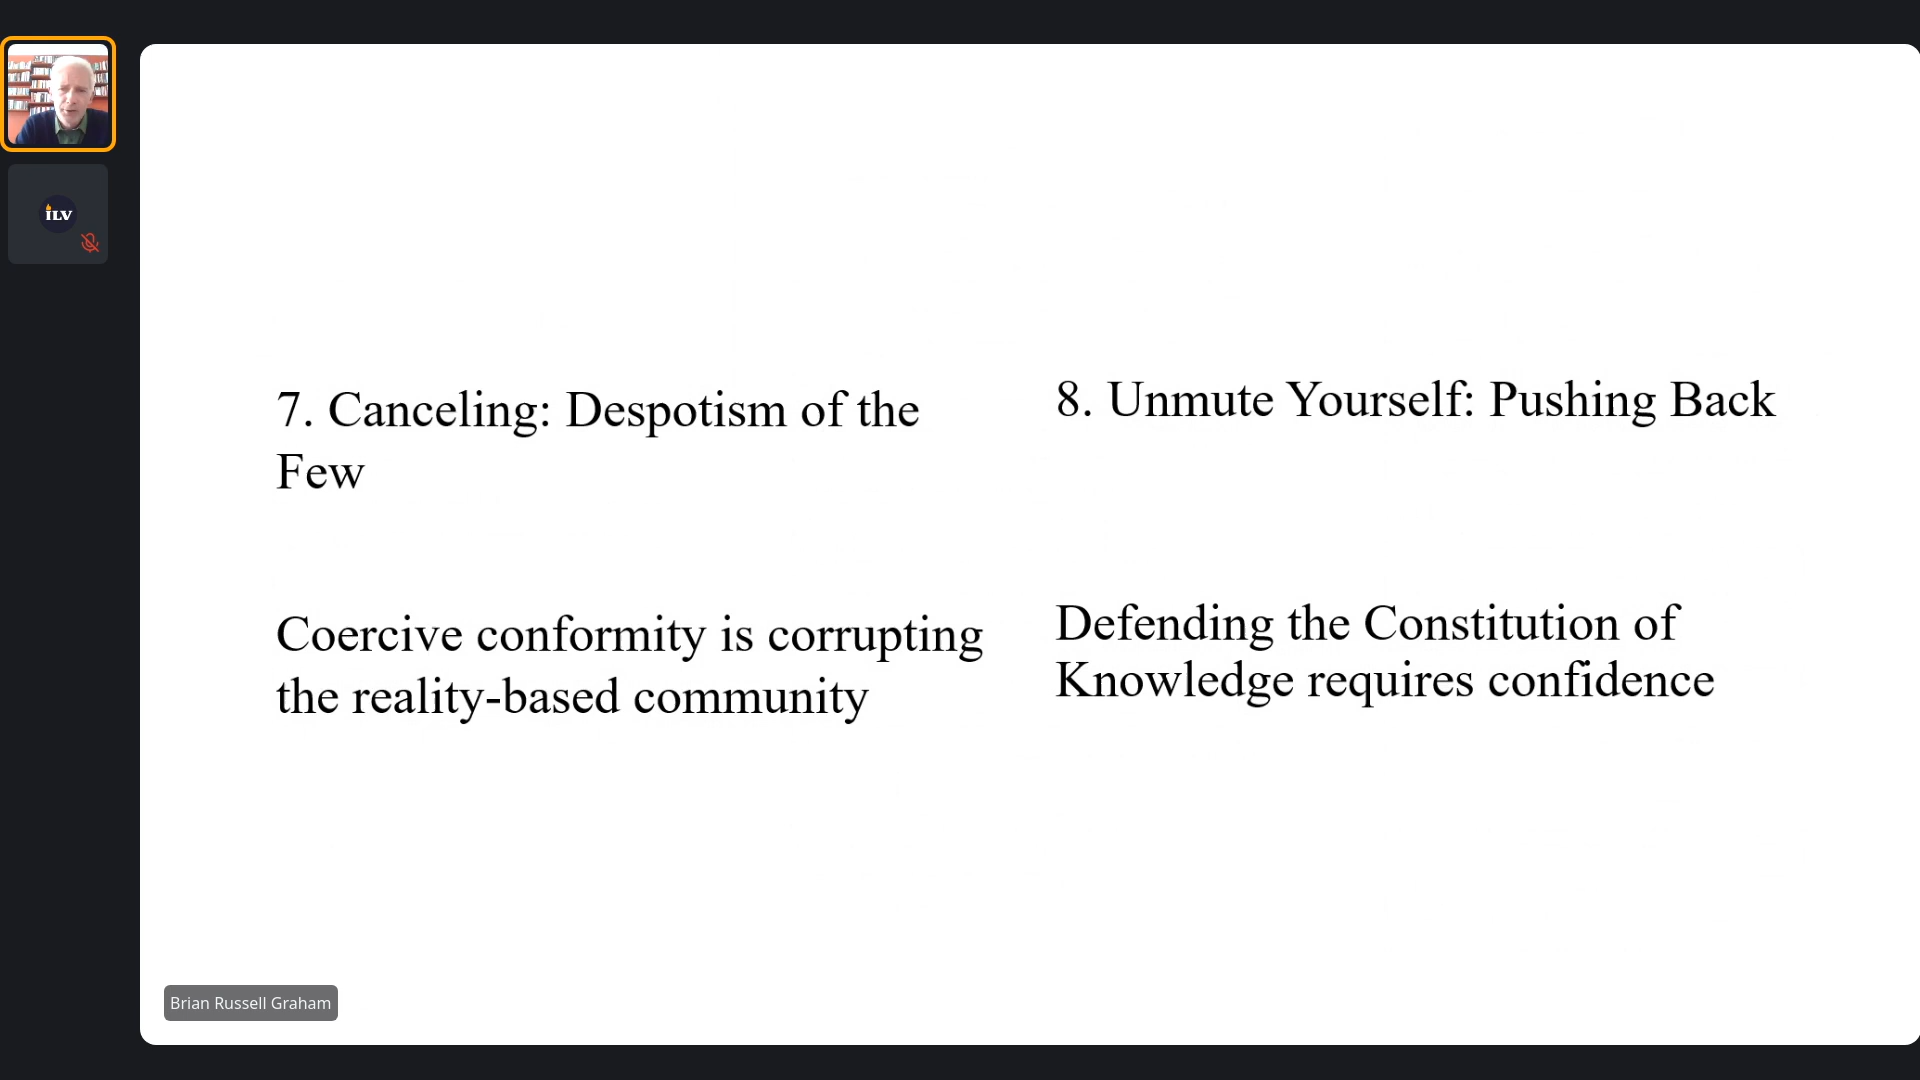 ILV
7. Canceling: Despotism of the
Few
Coercive conformity is corrupting
the reality-based community
8. Unmute Yourself: Pushing Back
Defending the Constitution of
Knowledge requires confidence
Brian Russell Graham